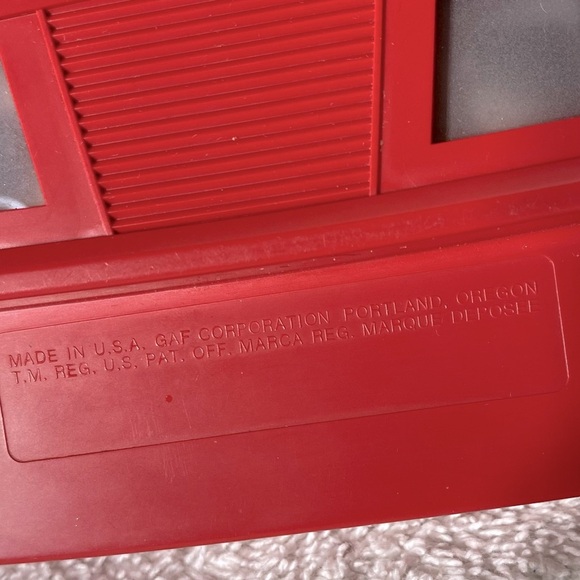 MADE IN U.S.A. GAF CORPORATION PORTLAND, OREGON
T.M. REG. U.S. PAT. OFF. MARCA REG. MARQUE DEPOSEE